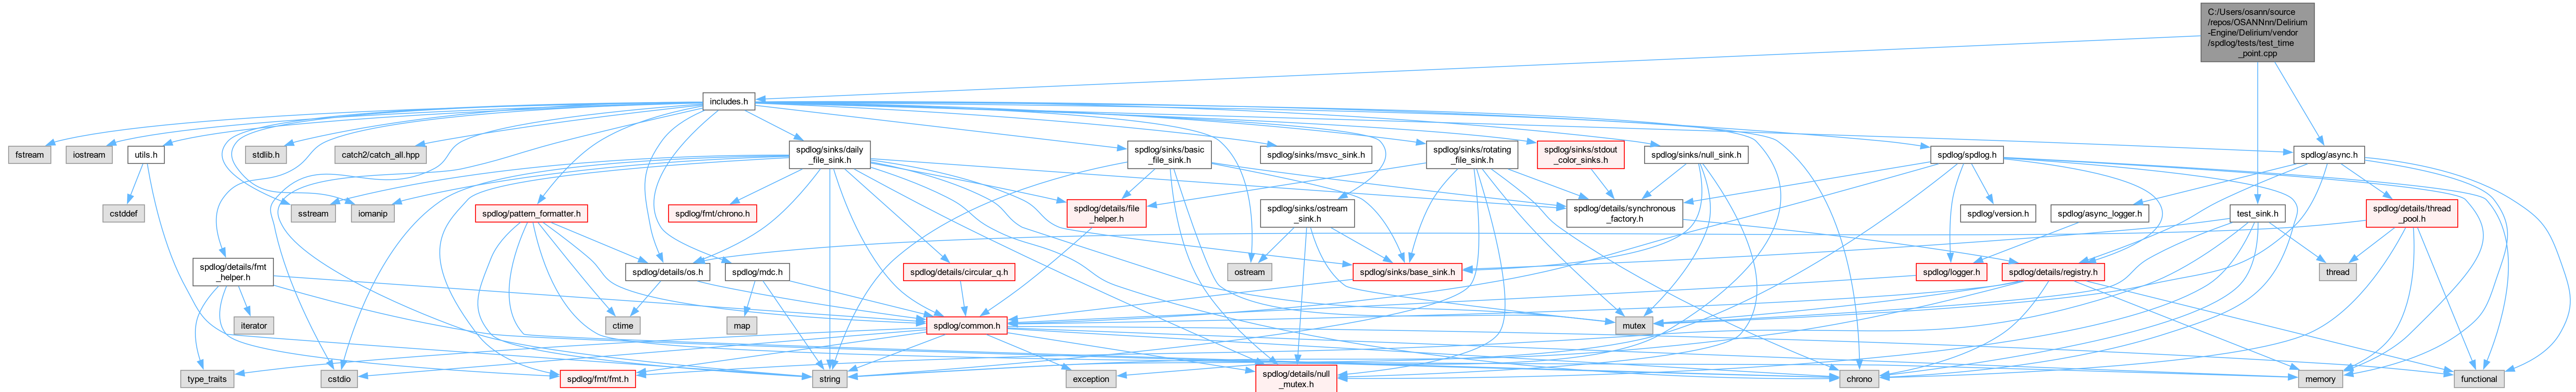 C:/Users/osann/source
/repos/OSANNnn/Delirium
-Engine/Delirium/vendor
/spdlog/tests/test_time
_point.cpp
includes.h
fstream
iostream
utils.h
stdlib.h
catch2/catch_all.hpp
spdlog/sinks/daily
_file_sink.h
spdlog/sinks/basic
_file_sink.h
spdlog/sinks/msvc_sink.h
spdlog/sinks/rotating
_file_sink.h
spdlog/sinks/stdout
_color_sinks.h
spdlog/sinks/null_sink.h
spdlog/spdlog.h
spdlog/async.h
cstddef
sstream
iomanip
spdlog/pattern_formatter.h
spdlog/fmt/chrono.h
spdlog/details/file
_helper.h
spdlog/sinks/ostream
_sink.h
spdlog/details/synchronous
_factory.h
spdlog/version.h
spdlog/async_logger.h
test_sink.h
spdlog/details/thread
_pool.h
spdlog/details/fmt
_helper.h
spdlog/details/os.h
spdlog/mdc.h
spdlog/details/circular_q.h
ostream
spdlog/sinks/base_sink.h
spdlog/logger.h
spdlog/details/registry.h
thread
iterator
ctime
map
spdlog/common.h
mutex
type_traits
cstdio
spdlog/fmt/fmt.h
string
exception
spdlog/details/null
_mutex.h
chrono
memory
functional